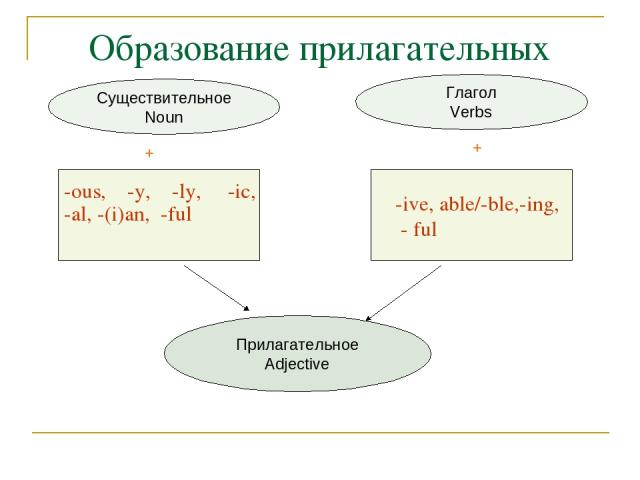 Образование прилагательных
Существительное
Noun
+
-ous, -y, -ly, -ic,
-al, -(i)an, -ful
Глагол
Verbs
+
-ive, able/-ble,-ing,
- ful
Прилагательное
Adjective